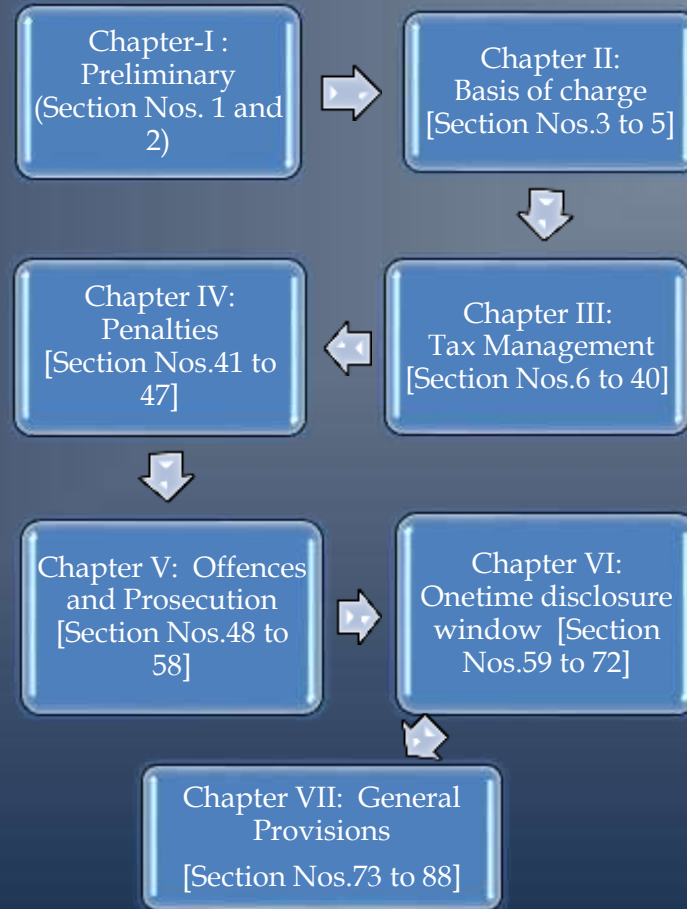 Chapter-I :
Preliminary
(Section Nos. 1 and
2)
Chapter II:
Basis of charge
[Section Nos.3 to 5]
Chapter III:
Tax Management
[Section Nos.6 to 40]
Chapter IV:
Penalties
[Section Nos.41 to
47]
Chapter V:  Offences
and Prosecution
[Section Nos.48 to
58]
Chapter VI:
Onetime disclosure
window  [Section
Nos.59 to 72]
Chapter VII:  General
Provisions
[Section Nos.73 to 88]